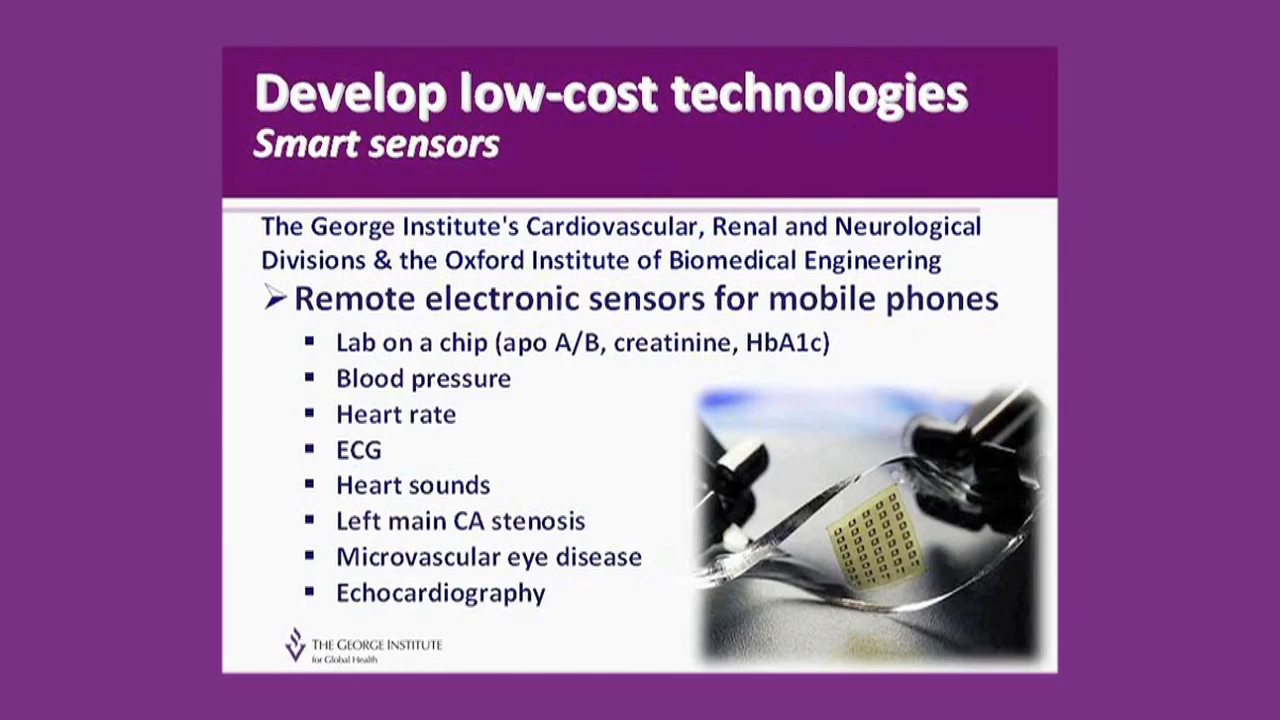 Develop low-cost technologies
Smart sensors
The George Institute's Cardiovascular, Renal and Neurological
Divisions & the Oxford Institute of Biomedical Engineering
➢ Remote electronic sensors for mobile phones
▪ Lab on a chip (apo A/B, creatinine, HbA1c)
▪ Blood pressure
▪ Heart rate
▪ ECG
▪ Heart sounds
▪ Left main CA stenosis
▪ Microvascular eye disease
▪ Echocardiography
THE GEORGE INSTITUTE
for Global Health